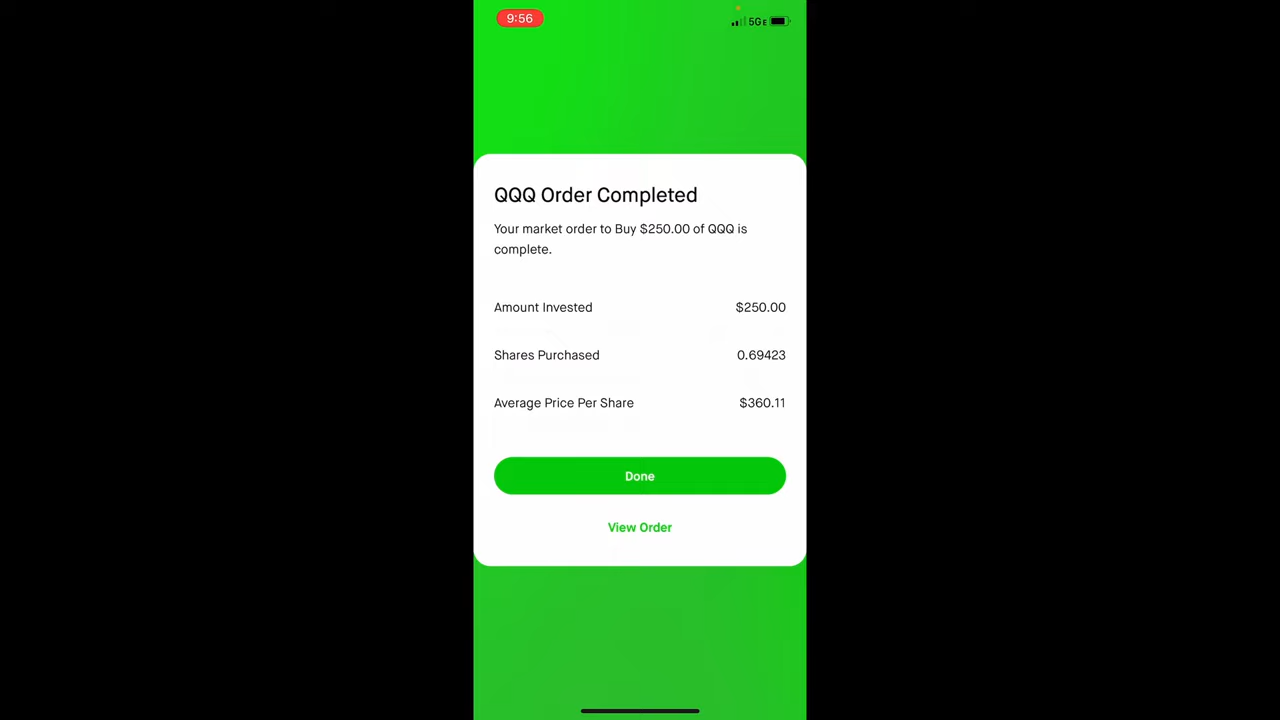 9:56
5GE
QQQ Order Completed
Your market order to Buy $250.00 of QQQ is
complete.
Amount Invested $250.00
Shares Purchased 0.69423
Average Price Per Share $360.11
Done
View Order